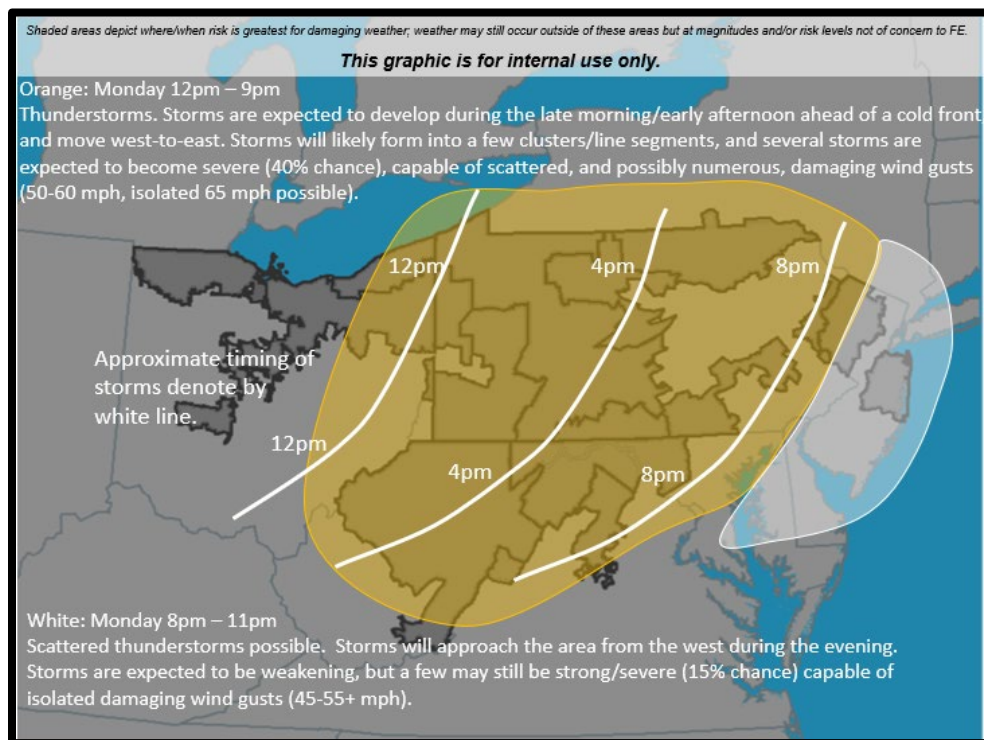 Shaded areas depict where/when risk is greatest for damaging weather; weather may still occur outside of these areas but at magnitudes and/or risk levels not of concern to FE.
This graphic is for internal use only.
Orange: Monday 12pm – 9pm
Thunderstorms. Storms are expected to develop during the late morning/early afternoon ahead of a cold front
and move west-to-east. Storms will likely form into a few clusters/line segments, and several storms are
expected to become severe (40% chance), capable of scattered, and possibly numerous, damaging wind gusts
(50-60 mph, isolated 65 mph possible).
12pm
4pm
8pm
Approximate timing of
storms denote by
white line.
12pm
4pm
8pm
White: Monday 8pm – 11pm
Scattered thunderstorms possible.  Storms will approach the area from the west during the evening.
Storms are expected to be weakening, but a few may still be strong/severe (15% chance) capable of
isolated damaging wind gusts (45-55+ mph).